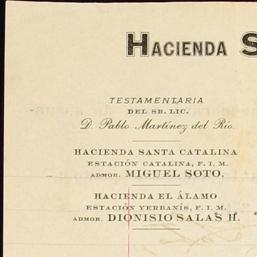 HACIENDA S
TESTAMENTARIA
DEL SR. LIC.
D. Pablo Martínez del Río.
HACIENDA SANTA CATALINA
ESTACIÓN CATALINA, F. I. M.
ADMOR. MIGUEL SOTO.
HACIENDA EL ÁLAMO
ESTACIÓN YERBANÍS, F. I. M.
ADMOR. DIONISIO SALAS H.